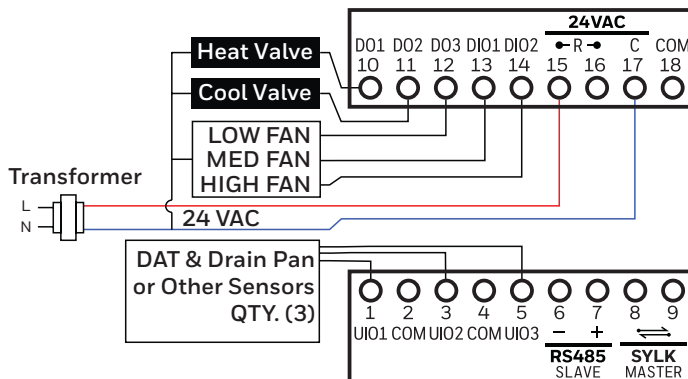 24VAC
DO1 DO2 DO3 DIO1 DIO2 R C COM
10 11 12 13 14 15 16 17 18
Heat Valve
Cool Valve
LOW FAN
MED FAN
HIGH FAN
Transformer
L
N
24 VAC
DAT & Drain Pan
or Other Sensors
QTY. (3)
1 2 3 4 5 6 7 8 9
UIO1 COM UIO2 COM UIO3 − +
RS485 SYLK
SLAVE MASTER